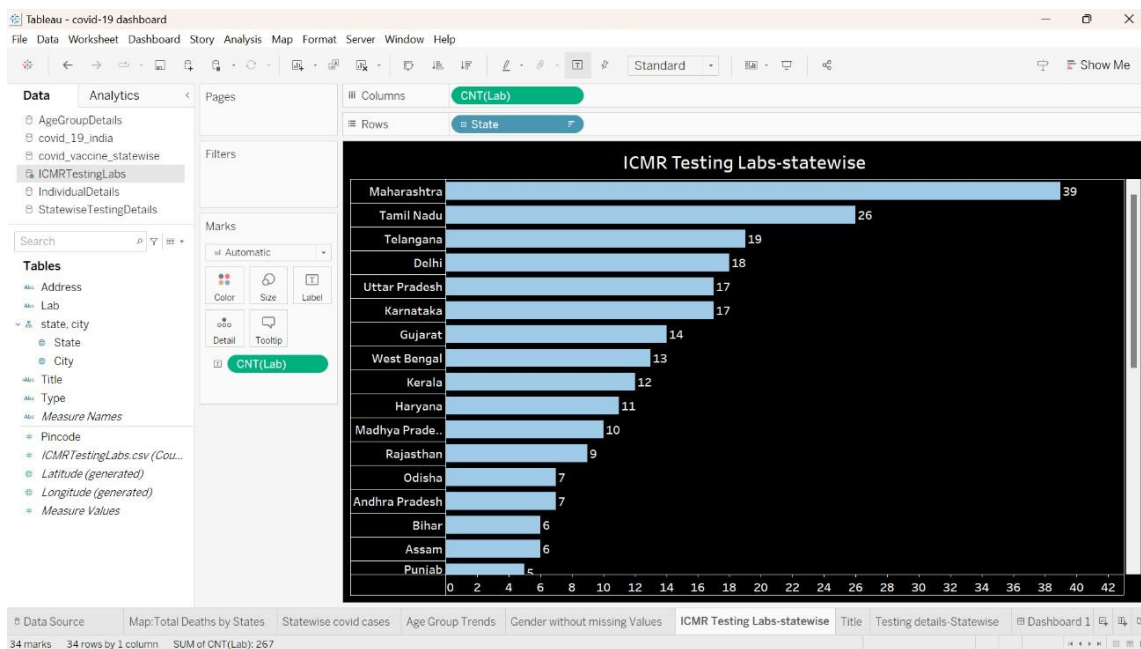 Tableau - covid-19 dashboard
File Data Worksheet Dashboard Story Analysis Map Format Server Window Help
Standard
Show Me
Data Analytics
AgeGroupDetails
covid_19_india
covid_vaccine_statewise
ICMRTestingLabs
IndividualDetails
StatewiseTestingDetails
Search
Tables
Abc Address
Abc Lab
state, city
State
City
Abc Title
Abc Type
Abc Measure Names
# Pincode
# ICMRTestingLabs.csv (Cou...
Latitude (generated)
Longitude (generated)
# Measure Values
Pages
Filters
Marks
Automatic
Color Size Label
Detail Tooltip
CNT(Lab)
Columns CNT(Lab)
Rows State
ICMR Testing Labs-statewise
Maharashtra 39
Tamil Nadu 26
Telangana 19
Delhi 18
Uttar Pradesh 17
Karnataka 17
Gujarat 14
West Bengal 13
Kerala 12
Haryana 11
Madhya Prade.. 10
Rajasthan 9
Odisha 7
Andhra Pradesh 7
Bihar 6
Assam 6
Punjab 5
0 2 4 6 8 10 12 14 16 18 20 22 24 26 28 30 32 34 36 38 40 42
Data Source Map:Total Deaths by States Statewise covid cases Age Group Trends Gender without missing Values ICMR Testing Labs-statewise Title Testing details-Statewise Dashboard 1
34 marks 34 rows by 1 column SUM of CNT(Lab): 267